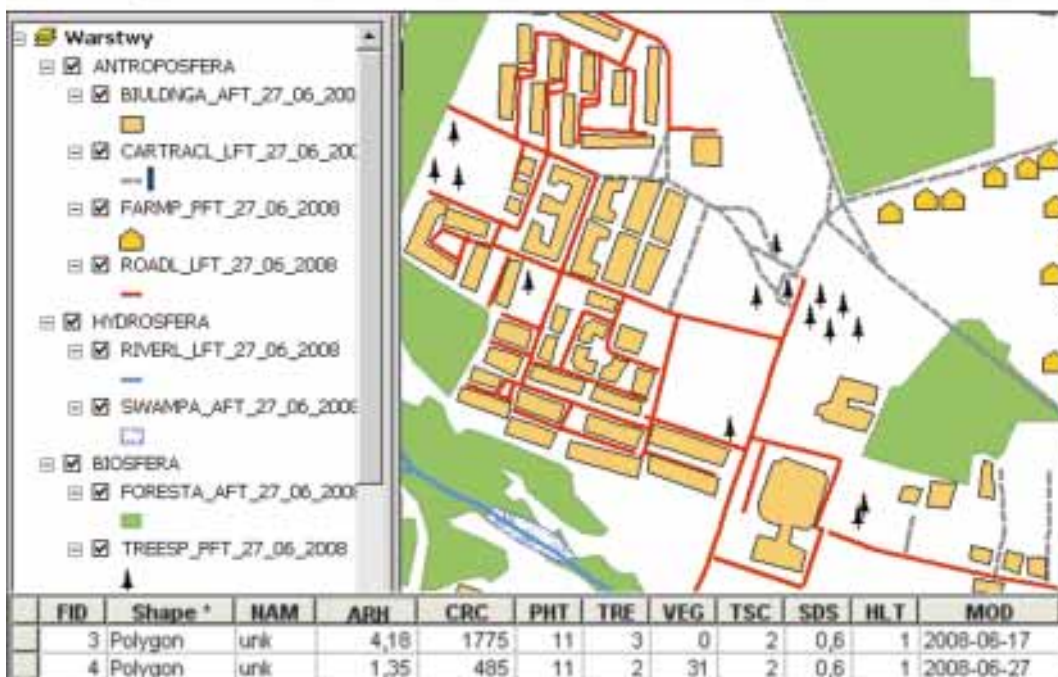 Warstwy
ANTROPOSFERA
BIULDNGA_AFT_27_06_200
CARTRACL_LFT_27_06_200
FARMP_PFT_27_06_2008
ROADL_LFT_27_06_2008
HYDROSFERA
RIVERL_LFT_27_06_2008
SWAMPA_AFT_27_06_2008
BIOSFERA
FORESTA_AFT_27_06_2008
TREESP_PFT_27_06_2008
FID Shape * NAM ARH CRC PHT TRE VEG TSC SDS HLT MOD
3 Polygon unk 4,18 1775 11 3 0 2 0,6 1 2008-06-17
4 Polygon unk 1,35 485 11 2 31 2 0,6 1 2008-06-27